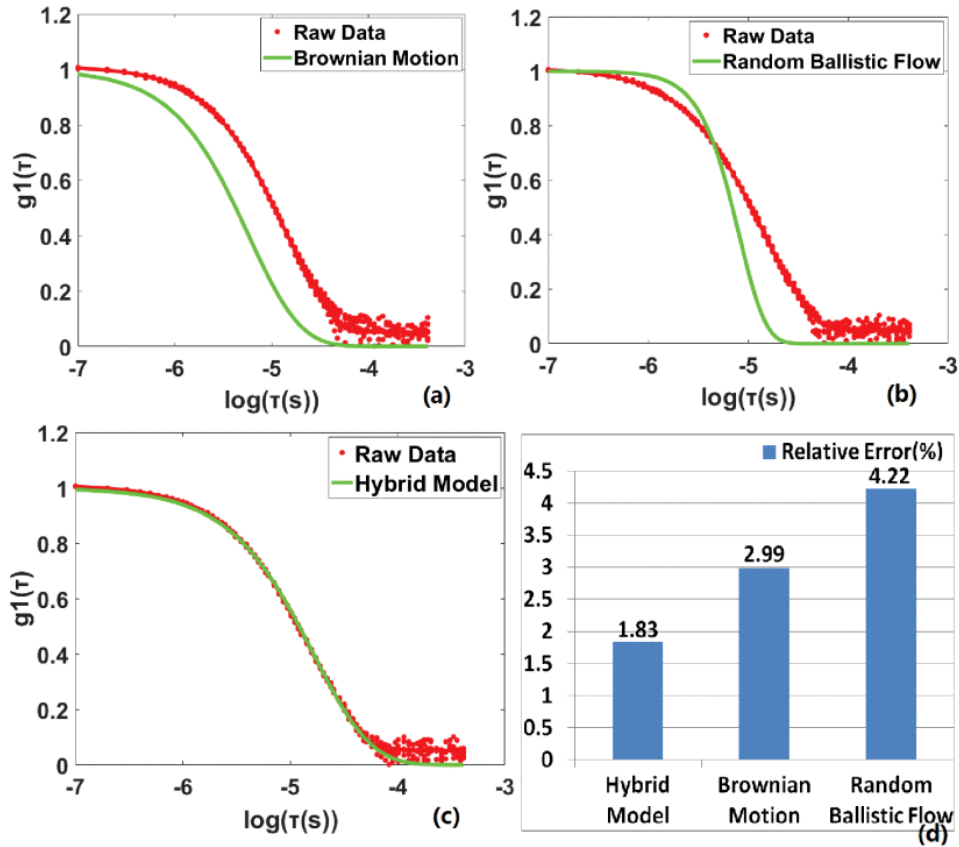 1.2
1
0.8
0.6
0.4
0.2
0
g1(τ)
Raw Data
Brownian Motion
-7 -6 -5 -4 -3
log(τ(s))
(a)
1.2
1
0.8
0.6
0.4
0.2
0
g1(τ)
Raw Data
Random Ballistic Flow
-7 -6 -5 -4 -3
log(τ(s))
(b)
1.2
1
0.8
0.6
0.4
0.2
0
g1(τ)
Raw Data
Hybrid Model
-7 -6 -5 -4 -3
log(τ(s))
(c)
Relative Error(%)
4.5
4
3.5
3
2.5
2
1.5
1
0.5
0
1.83
2.99
4.22
Hybrid
Model
Brownian
Motion
Random
Ballistic Flow
(d)